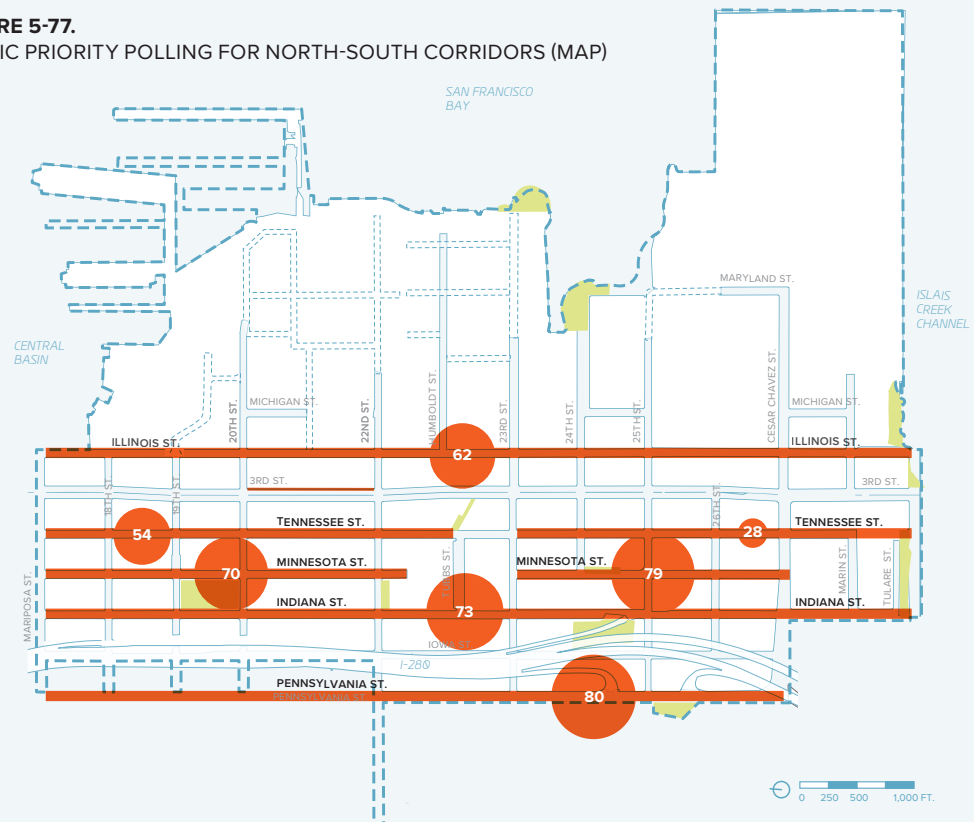 RE 5-77.
IC PRIORITY POLLING FOR NORTH-SOUTH CORRIDORS (MAP)
SAN FRANCISCO
BAY
MARYLAND ST.
ISLAIS
CREEK
CHANNEL
CENTRAL
BASIN
MICHIGAN ST.
MICHIGAN ST.
20TH ST.
22ND ST.
HUMBOLDT ST.
23RD ST.
24TH ST.
25TH ST.
CESAR CHAVEZ ST.
ILLINOIS ST.
ILLINOIS ST.
62
3RD ST.
3RD ST.
18TH ST.
19TH ST.
26TH ST.
TENNESSEE ST.
TENNESSEE ST.
54
28
MINNESOTA ST.
MINNESOTA ST.
70
79
TUBBS ST.
MARIN ST.
TULARE ST.
MARIPOSA ST.
INDIANA ST.
INDIANA ST.
73
IOWA ST.
I-280
PENNSYLVANIA ST.
PENNSYLVANIA ST.
80
0 250 500 1,000 FT.